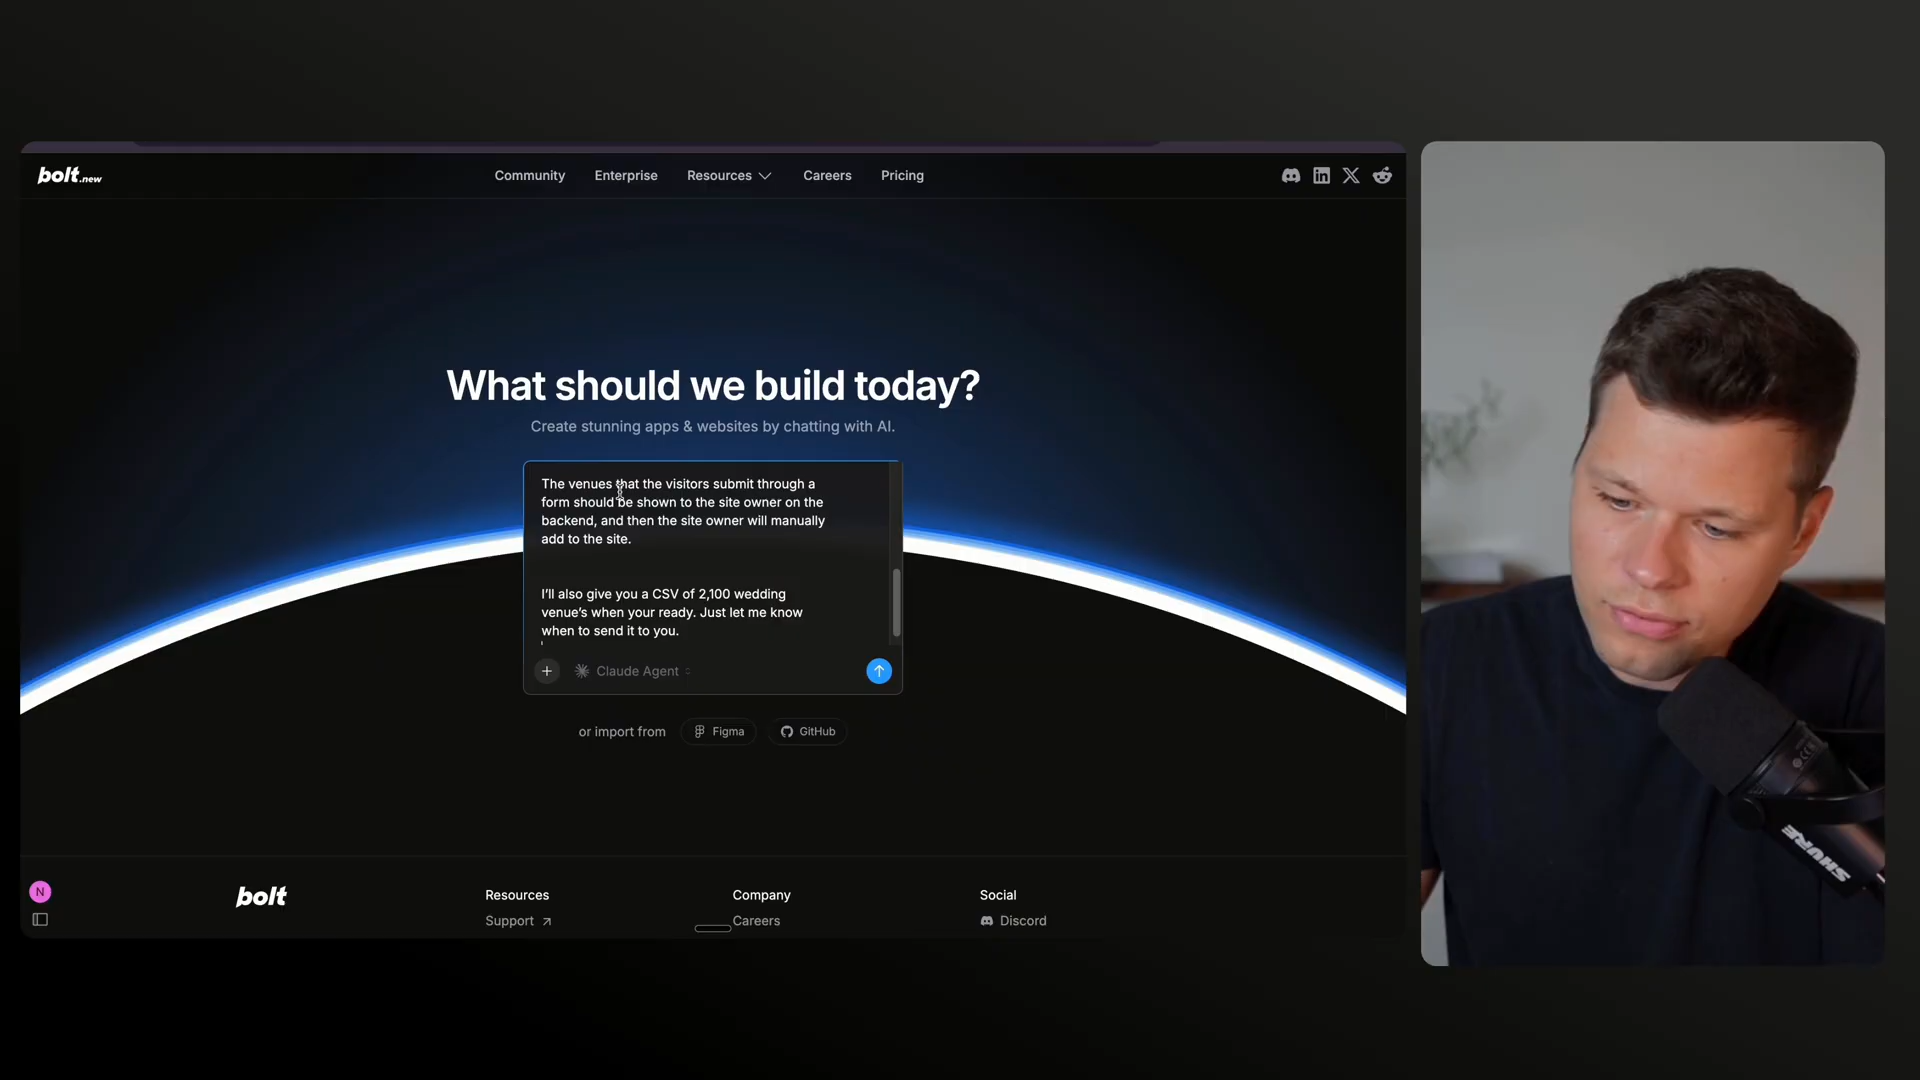 bolt.new
Community
Enterprise
Resources
Careers
Pricing
What should we build today?
Create stunning apps & websites by chatting with AI.
The venues that the visitors submit through a
form should be shown to the site owner on the
backend, and then the site owner will manually
add to the site.
I'll also give you a CSV of 2,100 wedding
venue's when your ready. Just let me know
when to send it to you.
Claude Agent
or import from
Figma
GitHub
N
bolt
Resources
Support
Company
Careers
Social
Discord
SHURE